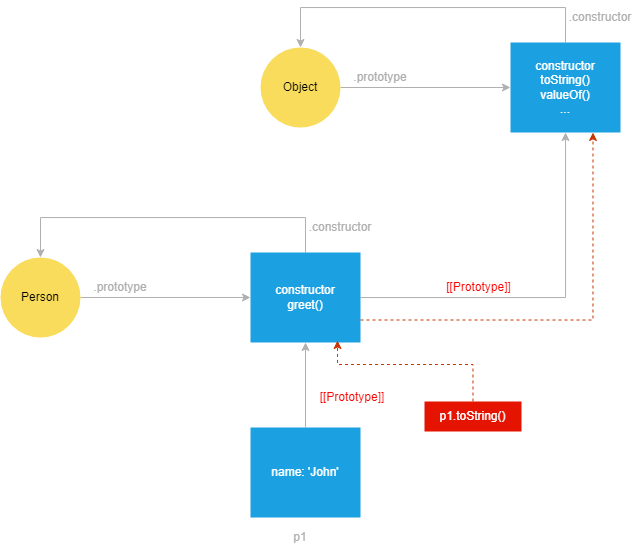 .constructor
Object
.prototype
constructor
toString()
valueOf()
...
.constructor
Person
.prototype
constructor
greet()
[[Prototype]]
[[Prototype]]
p1.toString()
name: 'John'
p1